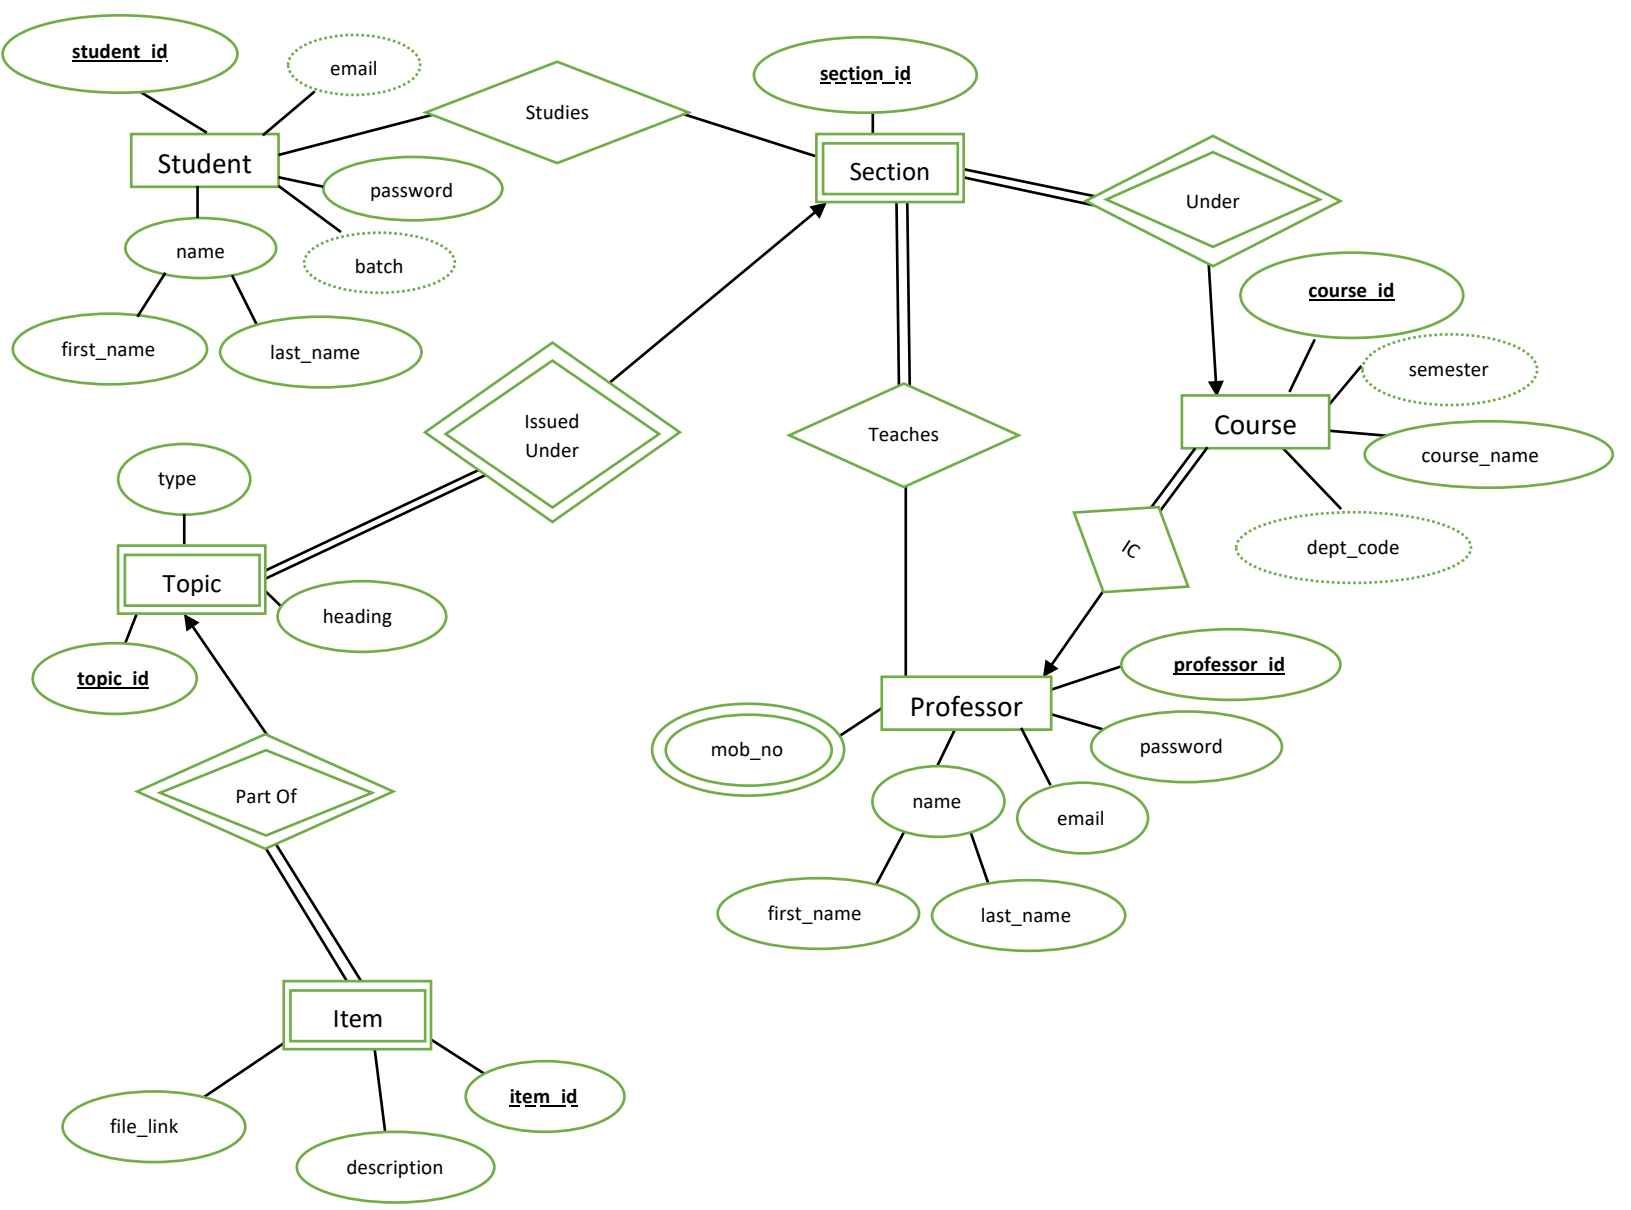 student_id
email
Studies
section_id
Student
password
name
batch
first_name
last_name
Section
Under
course_id
semester
Course
course_name
dept_code
Issued
Under
Teaches
IC
type
Topic
heading
topic_id
professor_id
Professor
password
mob_no
name
email
first_name
last_name
Part Of
Item
file_link
item_id
description